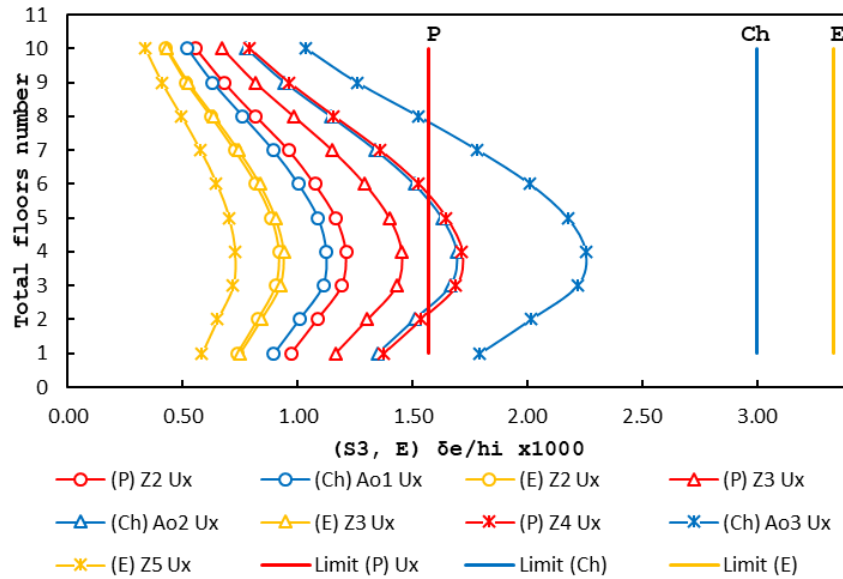 P Ch E
Total floors number
11
10
9
8
7
6
5
4
3
2
1
0
0.00 0.50 1.00 1.50 2.00 2.50 3.00
(S3, E) δe/hi x1000
(P) Z2 Ux (Ch) Ao1 Ux (E) Z2 Ux (P) Z3 Ux
(Ch) Ao2 Ux (E) Z3 Ux (P) Z4 Ux (Ch) Ao3 Ux
(E) Z5 Ux Limit (P) Ux Limit (Ch) Limit (E)